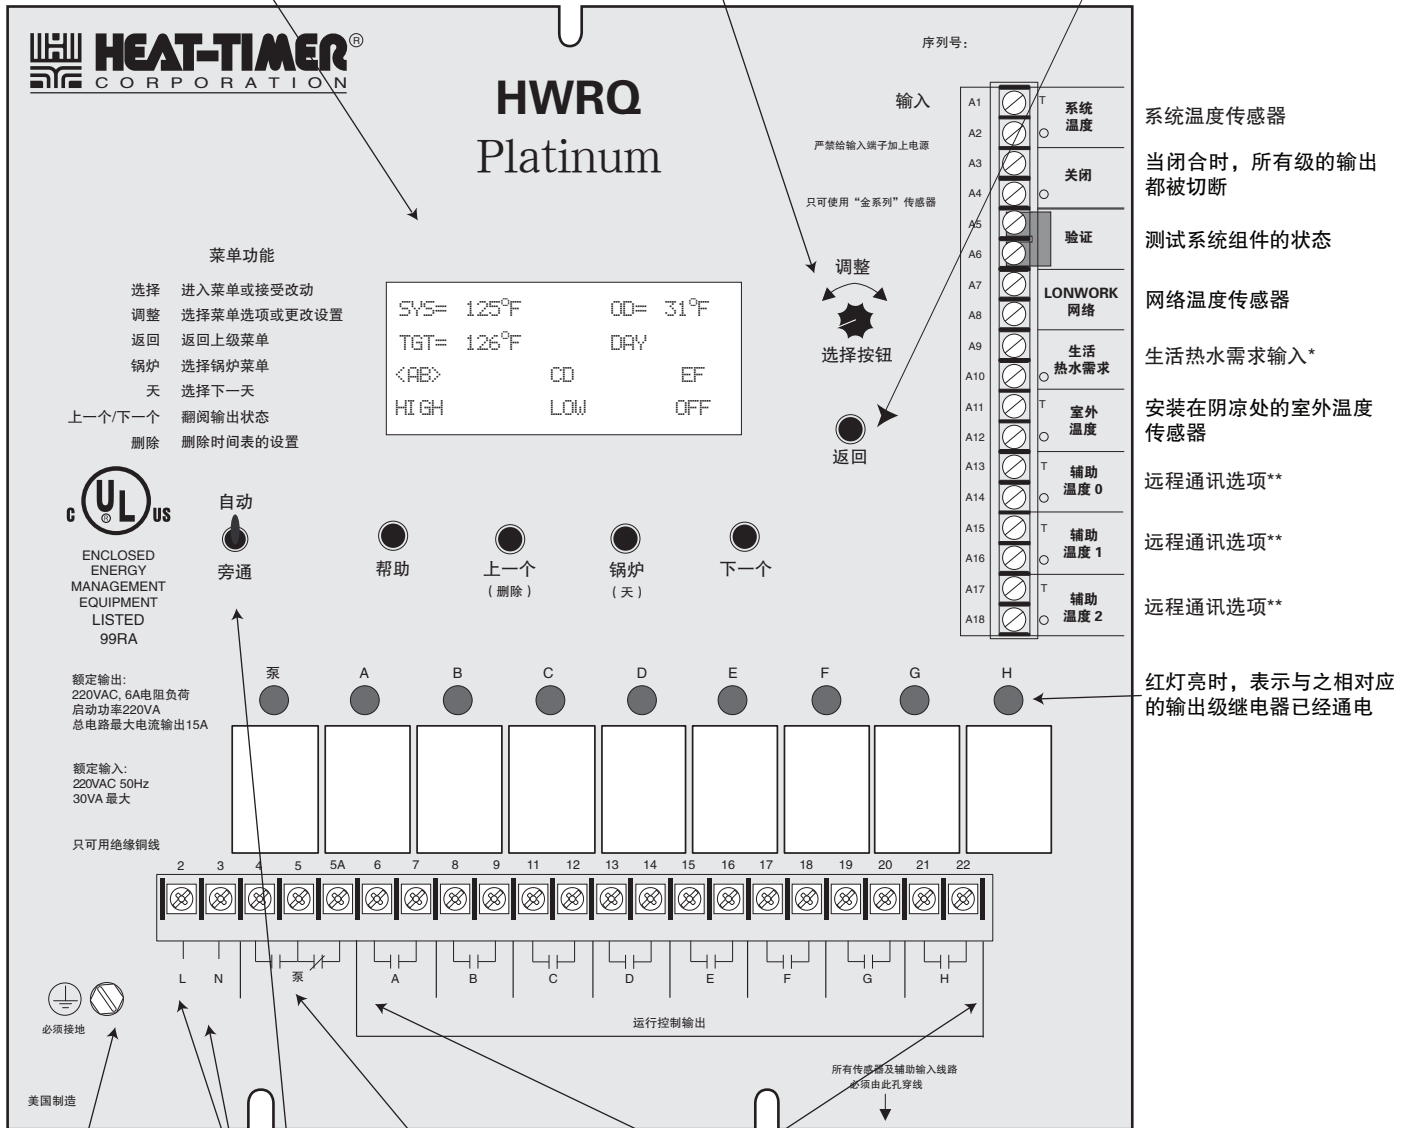 HEAT-TIMER®
CORPORATION
HWRQ
Platinum
序列号：
输入
严禁给输入端子加上电源
只可使用“金系列”传感器
A1 T 系统
A2 温度
系统温度传感器
A3 关闭
A4
当闭合时，所有级的输出
都被切断
A5 验证
A6
测试系统组件的状态
A7 LONWORK
A8 网络
网络温度传感器
A9 生活
A10 热水需求
生活热水需求输入*
A11 T 室外
A12 温度
安装在阴凉处的室外温度
传感器
A13 T 辅助
A14 温度 0
远程通讯选项**
A15 T 辅助
A16 温度 1
远程通讯选项**
A17 T 辅助
A18 温度 2
远程通讯选项**
菜单功能
选择 进入菜单或接受改动
调整 选择菜单选项或更改设置
返回 返回上级菜单
锅炉 选择锅炉菜单
天 选择下一天
上一个/下一个 翻阅输出状态
删除 删除时间表的设置
SYS= 125°F OD= 31°F
TGT= 126°F DAY
<AB> CD EF
HIGH LOW OFF
调整
选择按钮
返回
C UL® US
ENCLOSED
ENERGY
MANAGEMENT
EQUIPMENT
LISTED
99RA
自动
旁通
帮助
上一个
（删除）
锅炉
（天）
下一个
泵 A B C D E F G H
红灯亮时，表示与之相对应
的输出级继电器已经通电
额定输出:
220VAC, 6A电阻负荷
启动功率220VA
总电路最大电流输出15A
额定输入:
220VAC 50Hz
30VA 最大
只可用绝缘铜线
2 3 4 5 5A 6 7 8 9 11 12 13 14 15 16 17 18 19 20 21 22
L N 泵 A B C D E F G H
运行控制输出
必须接地
所有传感器及辅助输入线路
必须由此孔穿线
美国制造